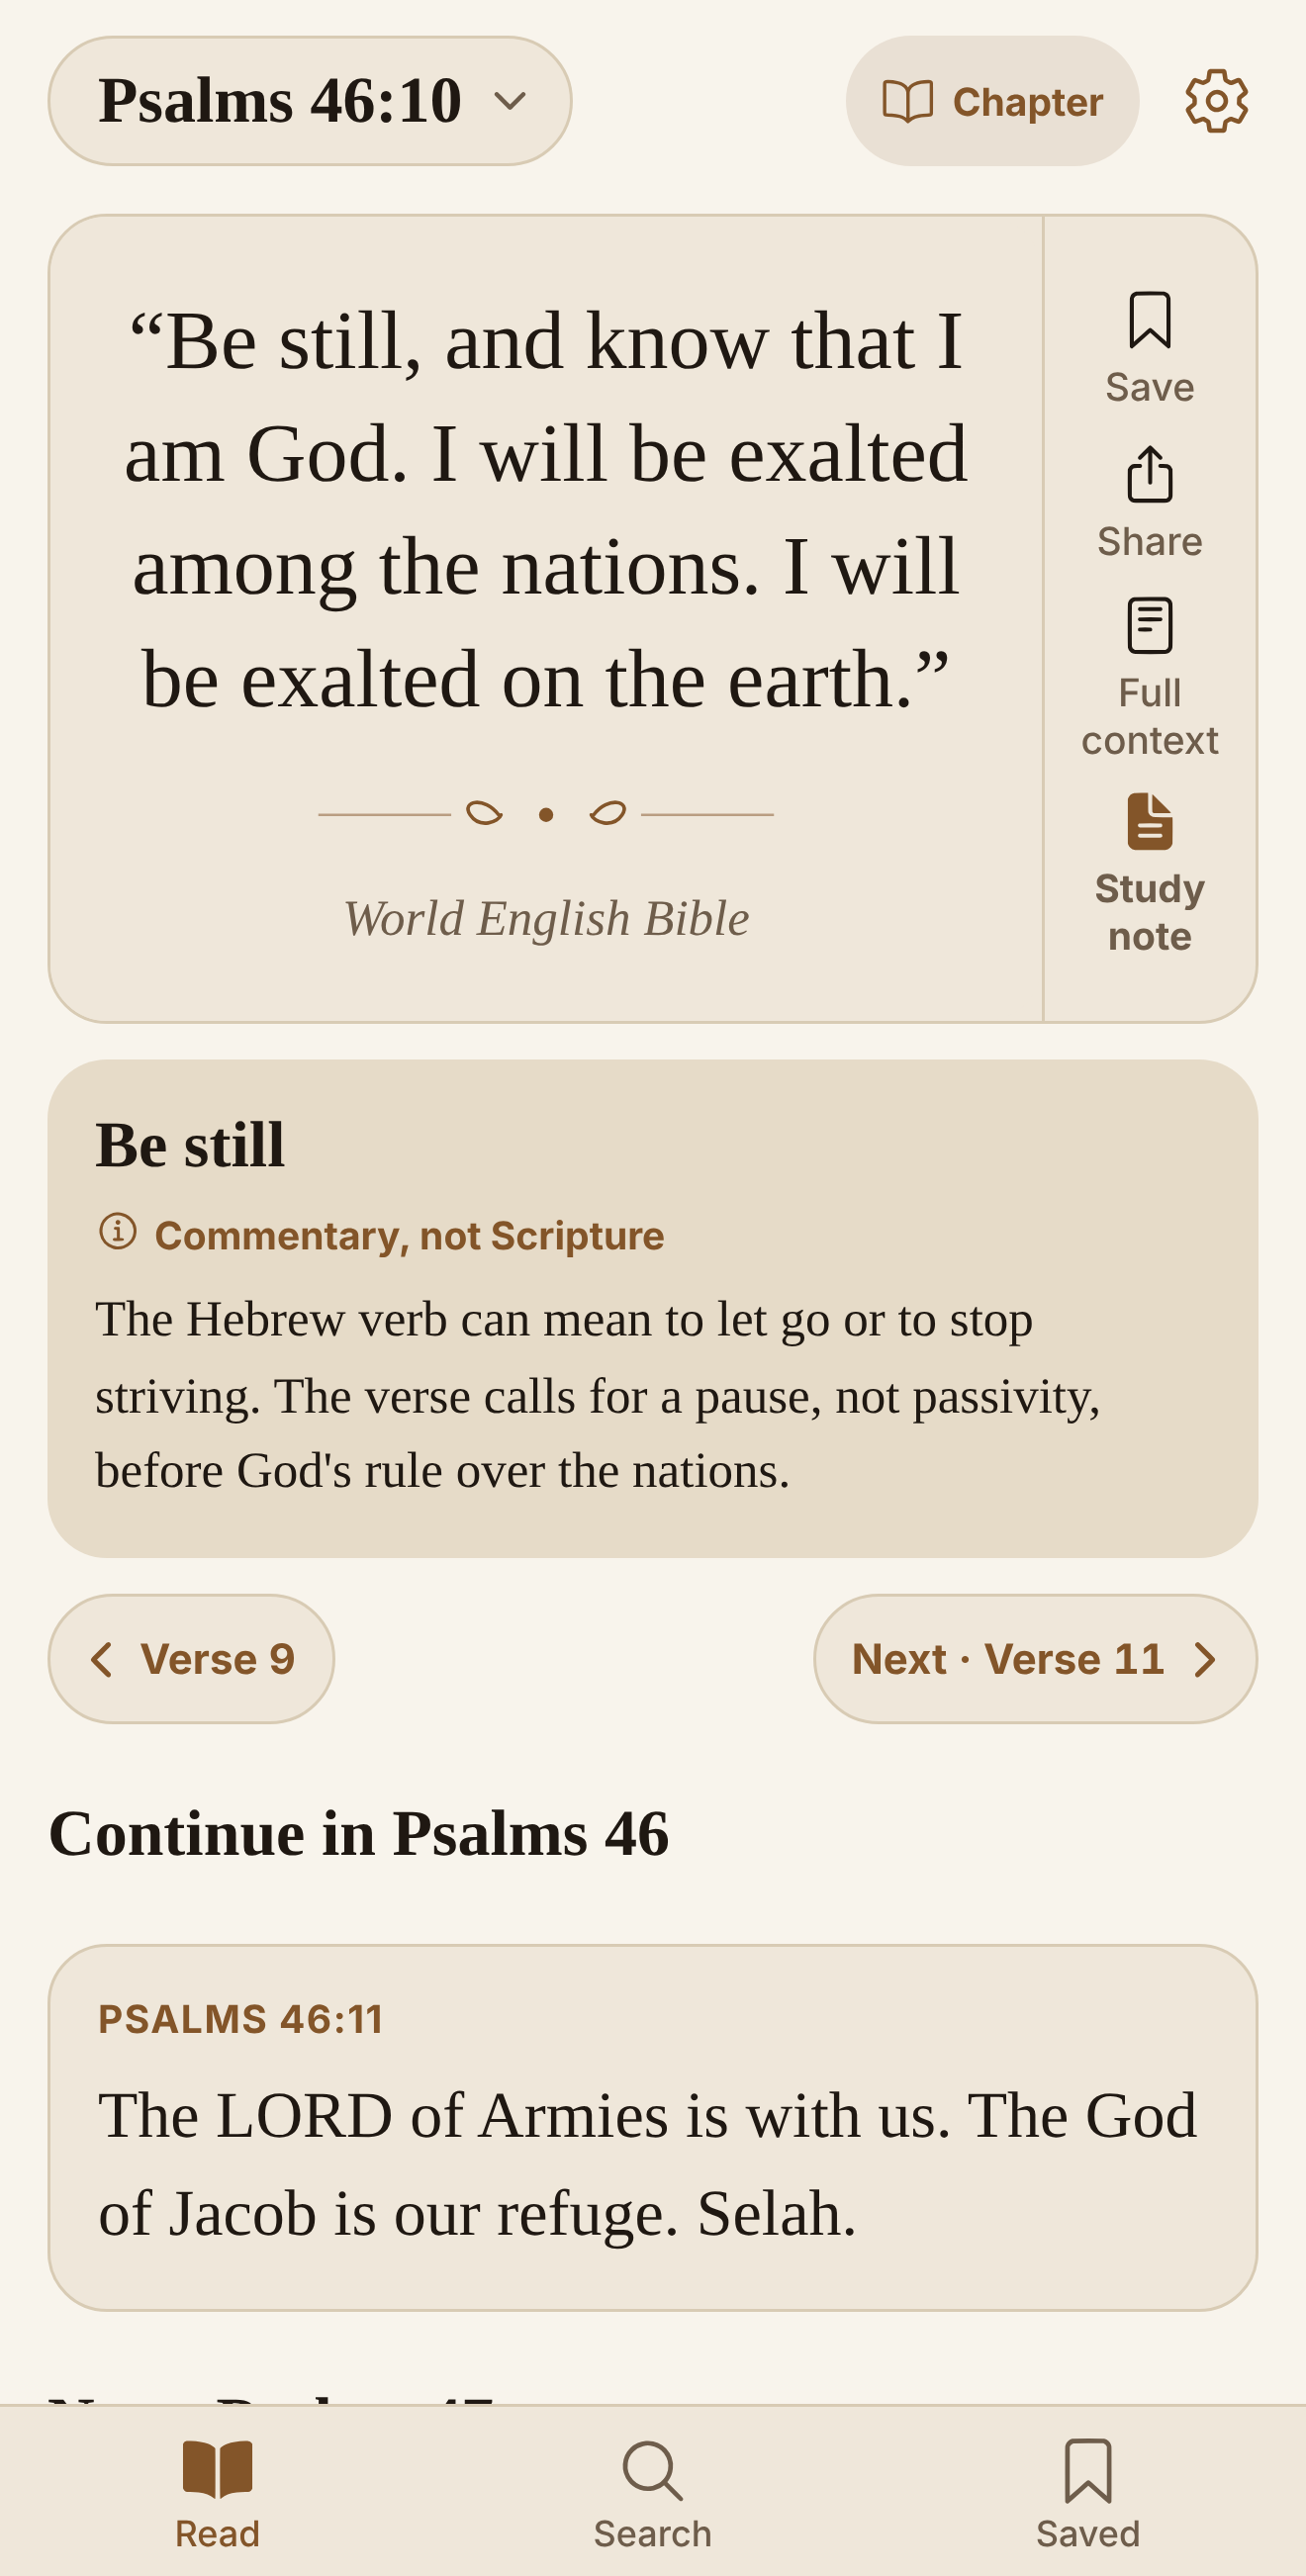 Psalms 46:10
Chapter
“Be still, and know that I
am God. I will be exalted
among the nations. I will
be exalted on the earth.”
World English Bible
Save
Share
Full
context
Study
note
Be still
Commentary, not Scripture
The Hebrew verb can mean to let go or to stop
striving. The verse calls for a pause, not passivity,
before God's rule over the nations.
Verse 9
Next · Verse 11
Continue in Psalms 46
PSALMS 46:11
The LORD of Armies is with us. The God
of Jacob is our refuge. Selah.
Read
Search
Saved